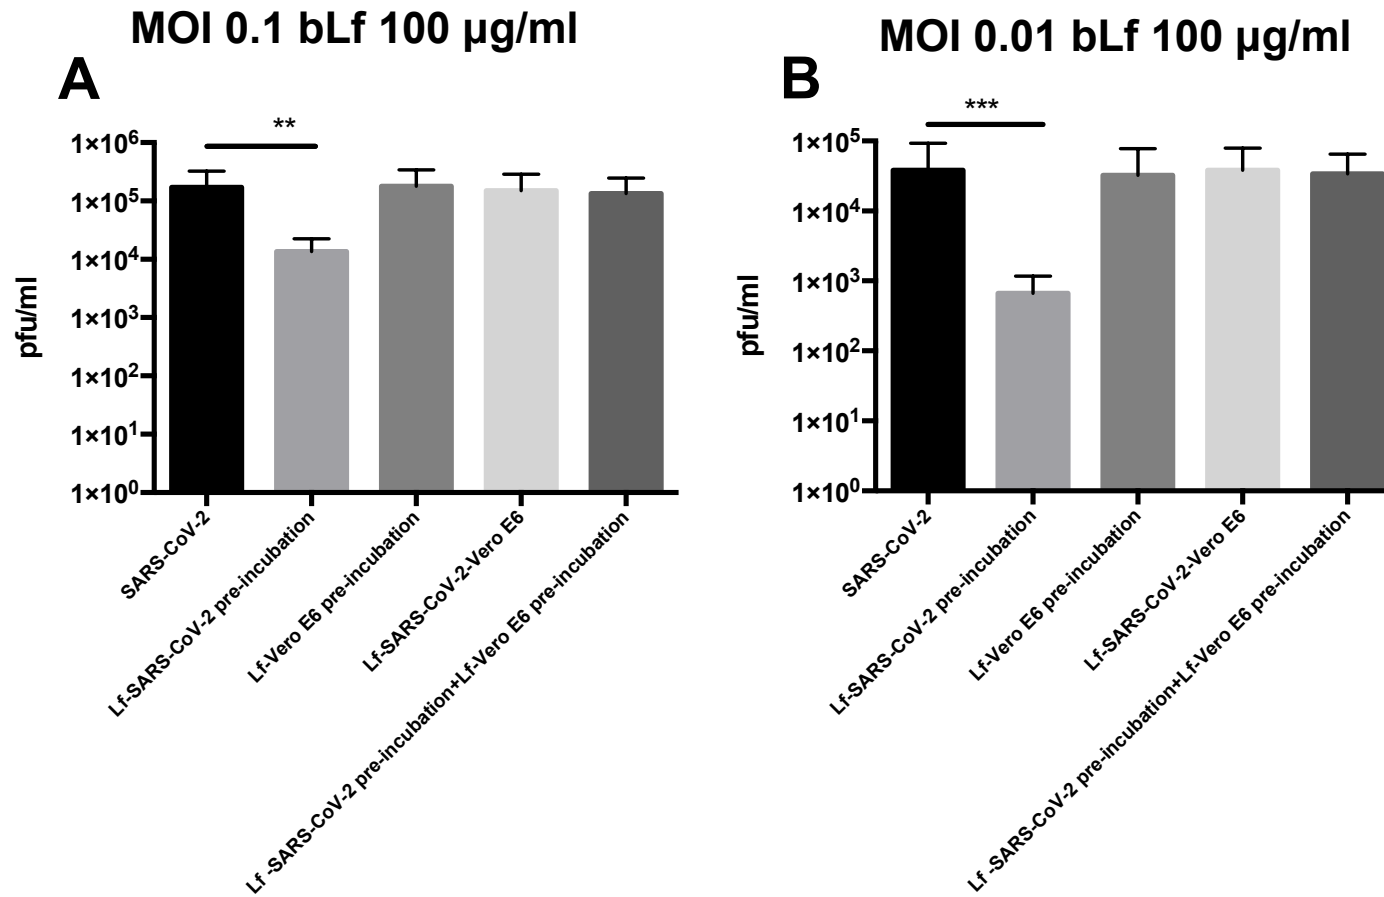 MOI 0.1 bLf 100 µg/ml
A
**
pfu/ml
1×10⁶
1×10⁵
1×10⁴
1×10³
1×10²
1×10¹
1×10⁰
SARS-CoV-2
Lf-SARS-CoV-2 pre-incubation
Lf-Vero E6 pre-incubation
Lf-SARS-CoV-2-Vero E6
Lf -SARS-CoV-2 pre-incubation+Lf-Vero E6 pre-incubation
MOI 0.01 bLf 100 µg/ml
B
***
pfu/ml
1×10⁵
1×10⁴
1×10³
1×10²
1×10¹
1×10⁰
SARS-CoV-2
Lf-SARS-CoV-2 pre-incubation
Lf-Vero E6 pre-incubation
Lf-SARS-CoV-2-Vero E6
Lf -SARS-CoV-2 pre-incubation+Lf-Vero E6 pre-incubation